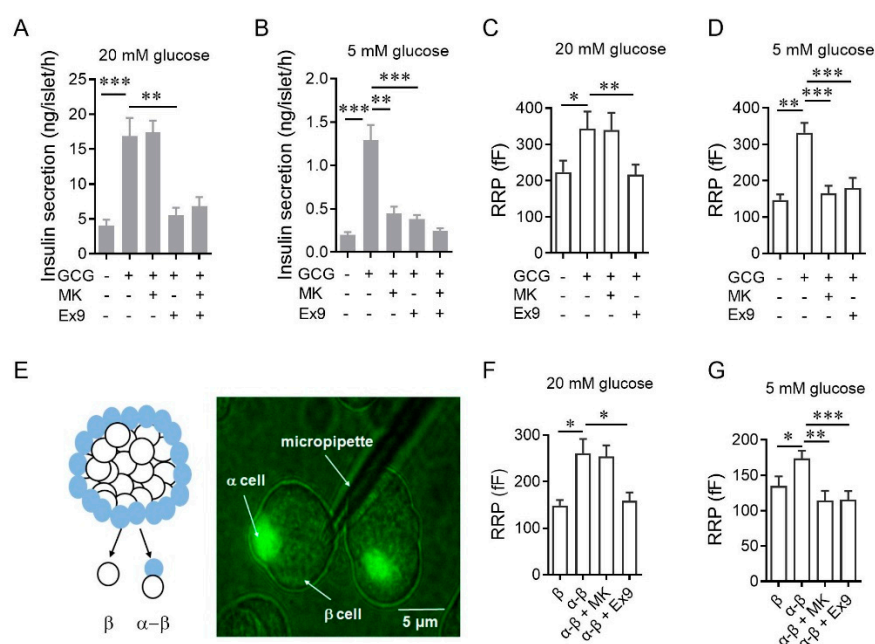 A
20 mM glucose
Insulin secretion (ng/islet/h)
25
20
15
10
5
0
***
**
GCG - + + + +
MK - - + - +
Ex9 - - - + +
B
5 mM glucose
Insulin secretion (ng/islet/h)
2.0
1.5
1.0
0.5
0.0
***
***
**
GCG - + + + +
MK - - + - +
Ex9 - - - + +
C
20 mM glucose
RRP (fF)
400
300
200
100
0
*
**
GCG - + + +
MK - - + -
Ex9 - - - +
D
5 mM glucose
RRP (fF)
400
300
200
100
0
**
***
***
GCG - + + +
MK - - + -
Ex9 - - - +
E
β
α-β
micropipette
α cell
β cell
5 μm
F
20 mM glucose
RRP (fF)
300
200
100
0
*
*
β
α-β
α-β + MK
α-β + Ex9
G
5 mM glucose
RRP (fF)
200
150
100
50
0
*
***
**
β
α-β
α-β + MK
α-β + Ex9